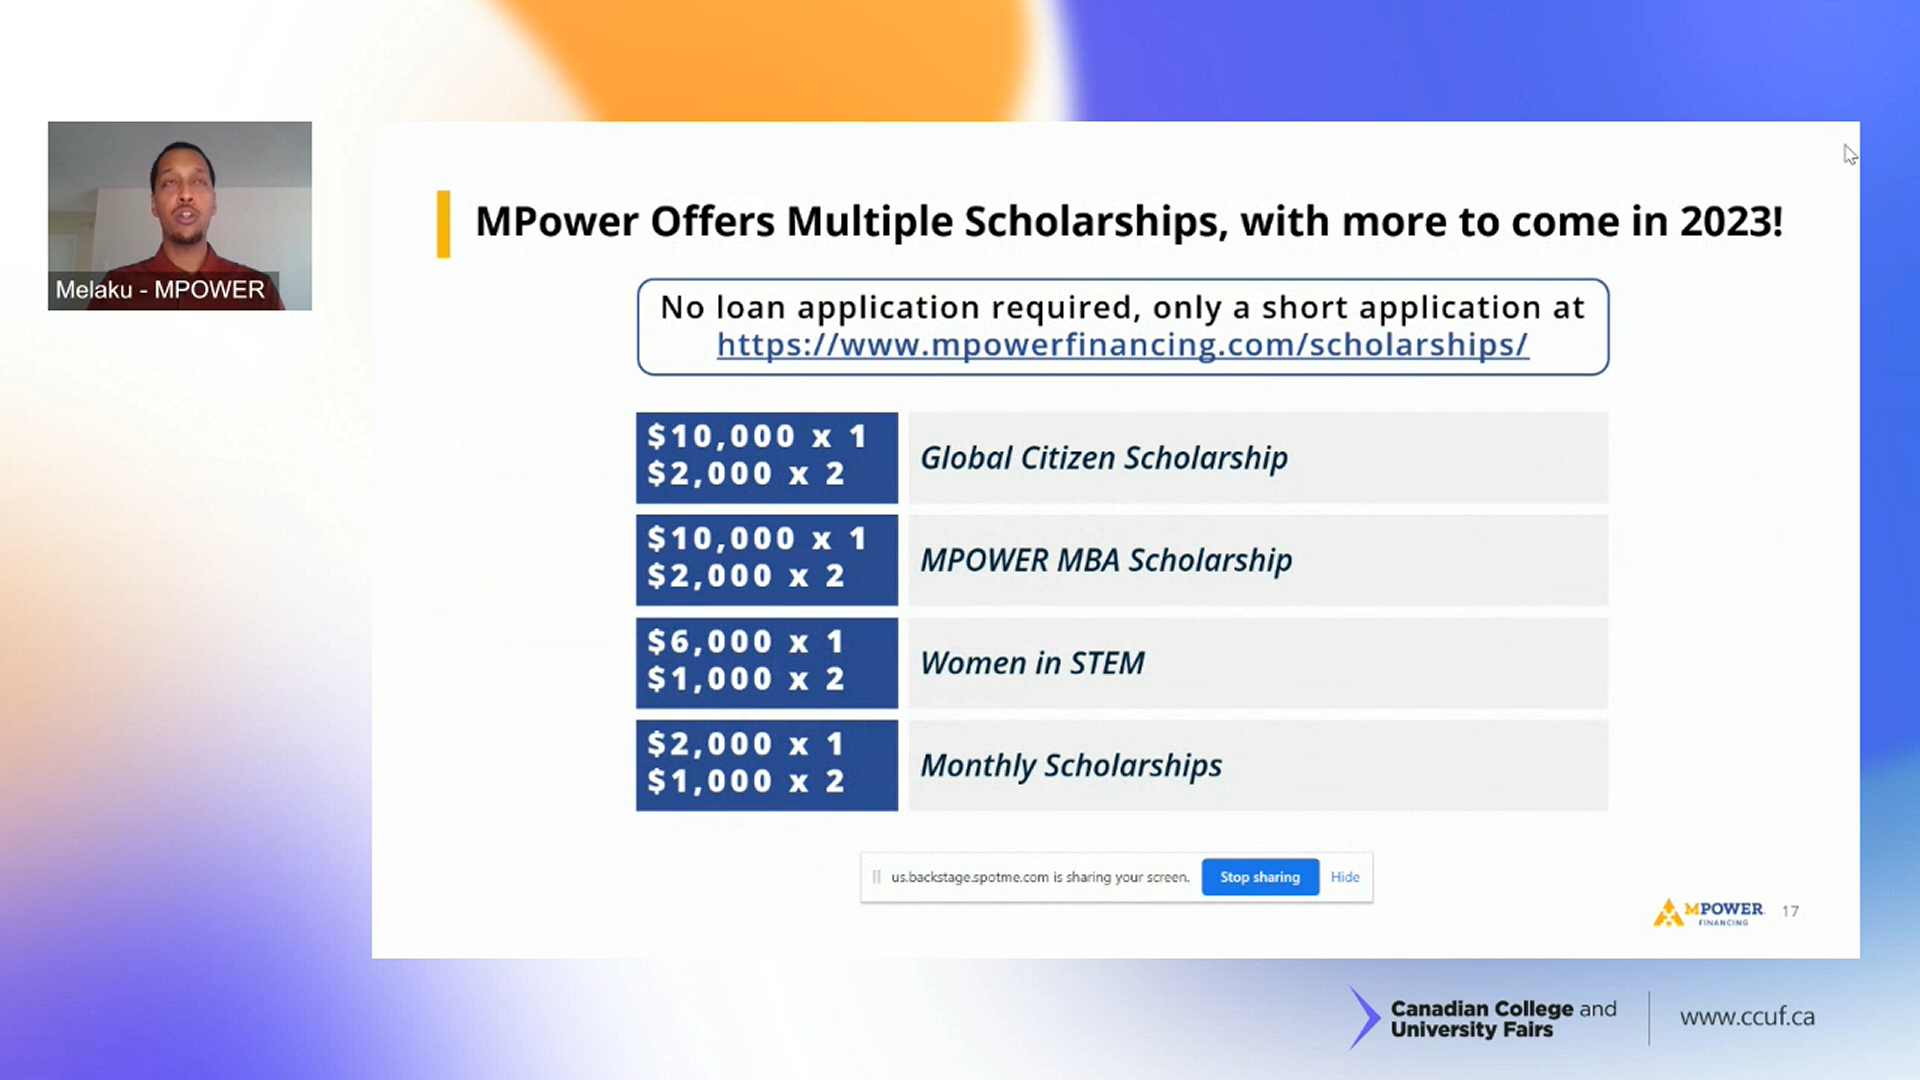 Melaku - MPOWER
MPower Offers Multiple Scholarships, with more to come in 2023!
No loan application required, only a short application at
https://www.mpowerfinancing.com/scholarships/
$10,000 x 1
$2,000 x 2
Global Citizen Scholarship
$10,000 x 1
$2,000 x 2
MPOWER MBA Scholarship
$6,000 x 1
$1,000 x 2
Women in STEM
$2,000 x 1
$1,000 x 2
Monthly Scholarships
us.backstage.spotme.com is sharing your screen.
Stop sharing
Hide
MPOWER
FINANCING
17
Canadian College and
University Fairs
www.ccuf.ca